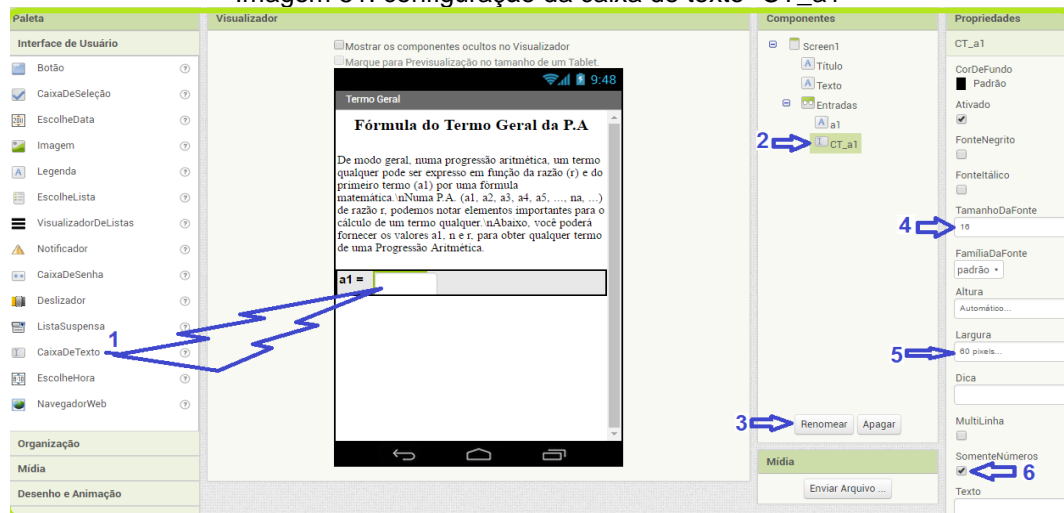 Imagem 31: configuração da caixa de texto "CT_a1"
Paleta
Interface de Usuário
Botão
CaixaDeSeleção
EscolheData
Imagem
Legenda
EscolheLista
VisualizadorDeListas
Notificador
CaixaDeSenha
Deslizador
ListaSuspensa
1
CaixaDeTexto
EscolheHora
NavegadorWeb
Organização
Mídia
Desenho e Animação
Visualizador
Mostrar os componentes ocultos no Visualizador
Marque para Previsualização no tamanho de um Tablet.
9:48
Termo Geral
Fórmula do Termo Geral da P.A
De modo geral, numa progressão aritmética, um termo
qualquer pode ser expresso em função da razão (r) e do
primeiro termo (a1) por uma fórmula
matemática.\nNuma P.A. (a1, a2, a3, a4, a5, ..., na, ...)
de razão r, podemos notar elementos importantes para o
cálculo de um termo qualquer.\nAbaixo, você poderá
fornecer os valores a1, n e r, para obter qualquer termo
de uma Progressão Aritmética.
a1 =
Componentes
Screen1
Título
Texto
Entradas
a1
2
CT_a1
3
Renomear
Apagar
Mídia
Enviar Arquivo ...
Propriedades
CT_a1
CorDeFundo
Padrão
Ativado
FonteNegrito
FonteItálico
TamanhoDaFonte
4
16
FamíliaDaFonte
padrão
Altura
Automático...
Largura
5
60 pixels...
Dica
MultiLinha
SomenteNúmeros
6
Texto